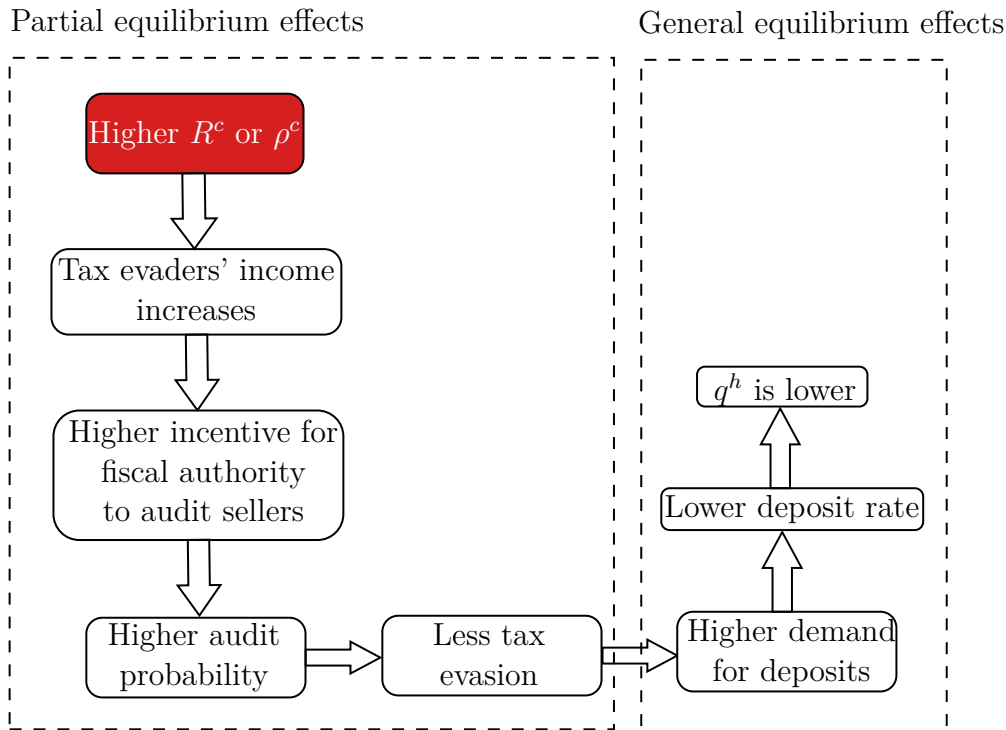 Partial equilibrium effects
General equilibrium effects
Higher R^c or ρ^c
Tax evaders’ income
increases
Higher incentive for
fiscal authority
to audit sellers
Higher audit
probability
Less tax
evasion
Higher demand
for deposits
Lower deposit rate
q^h is lower